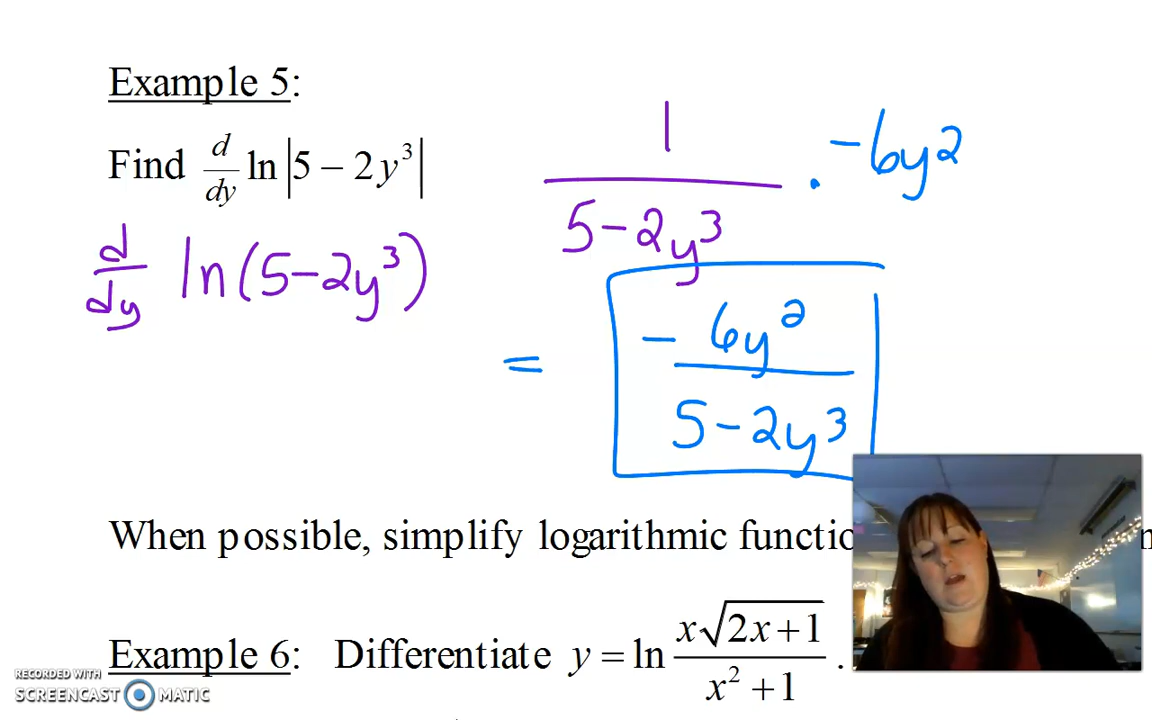 Example 5:
Find d/dy ln|5 − 2y³|
d/dy ln(5−2y³)
1/(5−2y³) · −6y²
= −6y²/(5−2y³)
When possible, simplify logarithmic
Example 6: Differentiate y = ln x√(2x+1)/(x²+1) .
RECORDED WITH
SCREENCAST MATIC